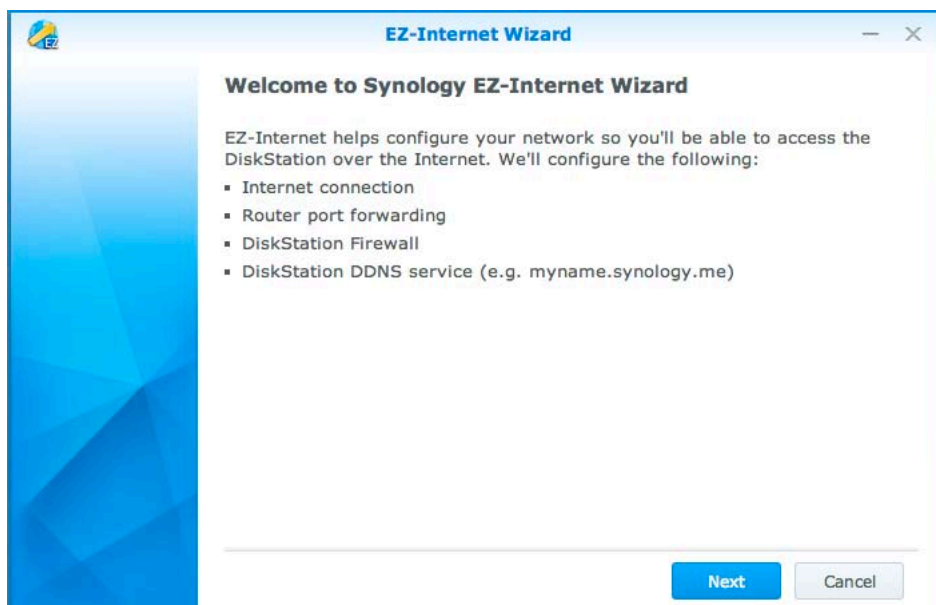 EZ
EZ-Internet Wizard
Welcome to Synology EZ-Internet Wizard
EZ-Internet helps configure your network so you'll be able to access the
DiskStation over the Internet. We'll configure the following:
▪ Internet connection
▪ Router port forwarding
▪ DiskStation Firewall
▪ DiskStation DDNS service (e.g. myname.synology.me)
Next
Cancel